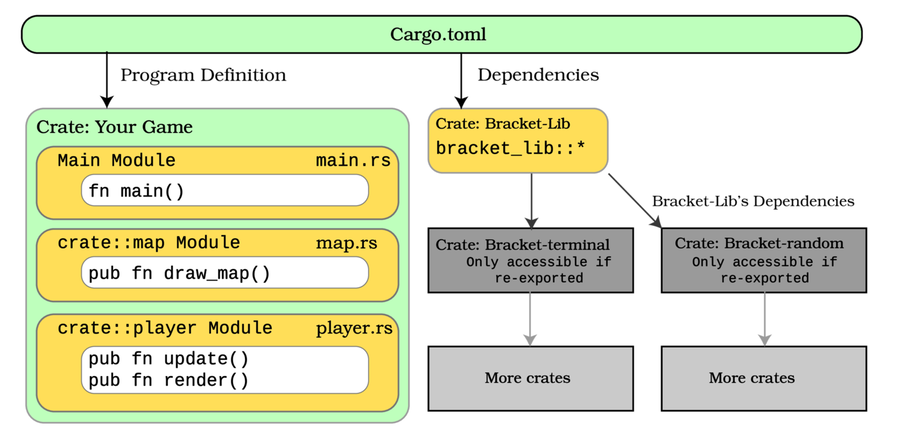 Cargo.toml
Program Definition
Dependencies
Crate: Your Game
Main Module main.rs
fn main()
crate::map Module map.rs
pub fn draw_map()
crate::player Module player.rs
pub fn update()
pub fn render()
Crate: Bracket-Lib
bracket_lib::*
Bracket-Lib's Dependencies
Crate: Bracket-terminal
Only accessible if
re-exported
Crate: Bracket-random
Only accessible if
re-exported
More crates
More crates